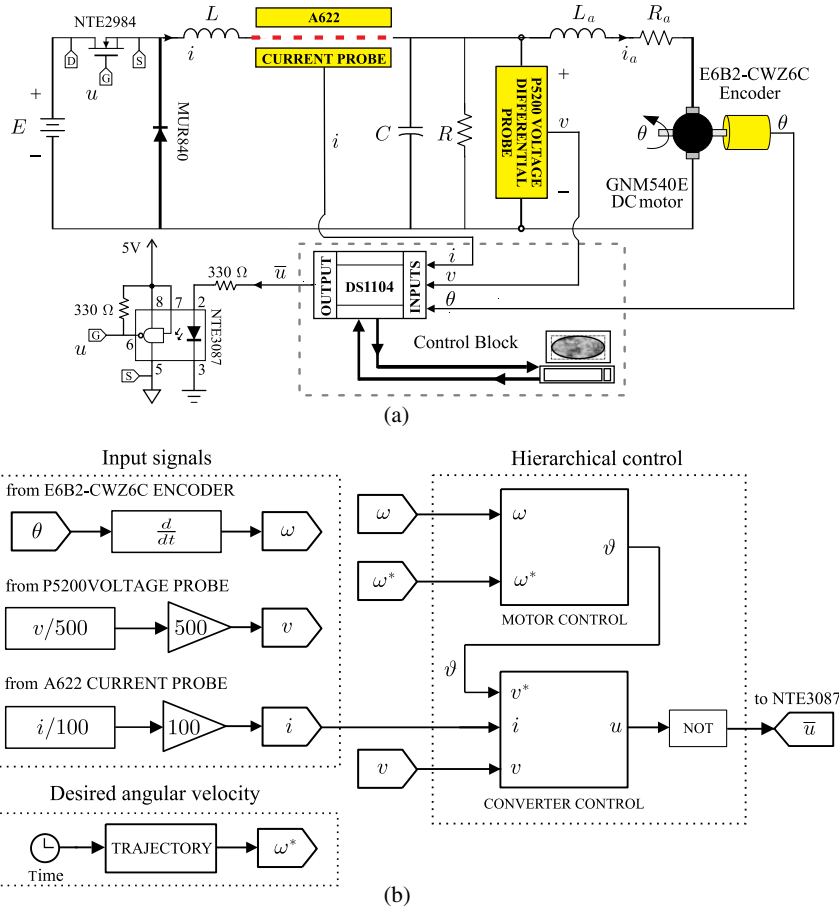 NTE2984
D
S
G
u
L
i
A622
CURRENT PROBE
L_a
R_a
i_a
E6B2-CWZ6C
Encoder
E
+
−
MUR840
i
C
R
P5200 VOLTAGE
DIFFERENTIAL
PROBE
+
v
−
θ
θ
GNM540E
DC motor
5V
330 Ω
330 Ω
u̅
OUTPUT
DS1104
INPUTS
i
v
θ
8
7
2
6
5
3
G
u
S
NTE3087
Control Block
(a)
Input signals
from E6B2-CWZ6C ENCODER
θ
d/dt
ω
from P5200VOLTAGE PROBE
v/500
500
v
from A622 CURRENT PROBE
i/100
100
i
Desired angular velocity
Time
TRAJECTORY
ω*
Hierarchical control
ω
ω*
ω
ω*
ϑ
MOTOR CONTROL
ϑ
v
v*
i
v
u
CONVERTER CONTROL
NOT
to NTE3087
u̅
(b)